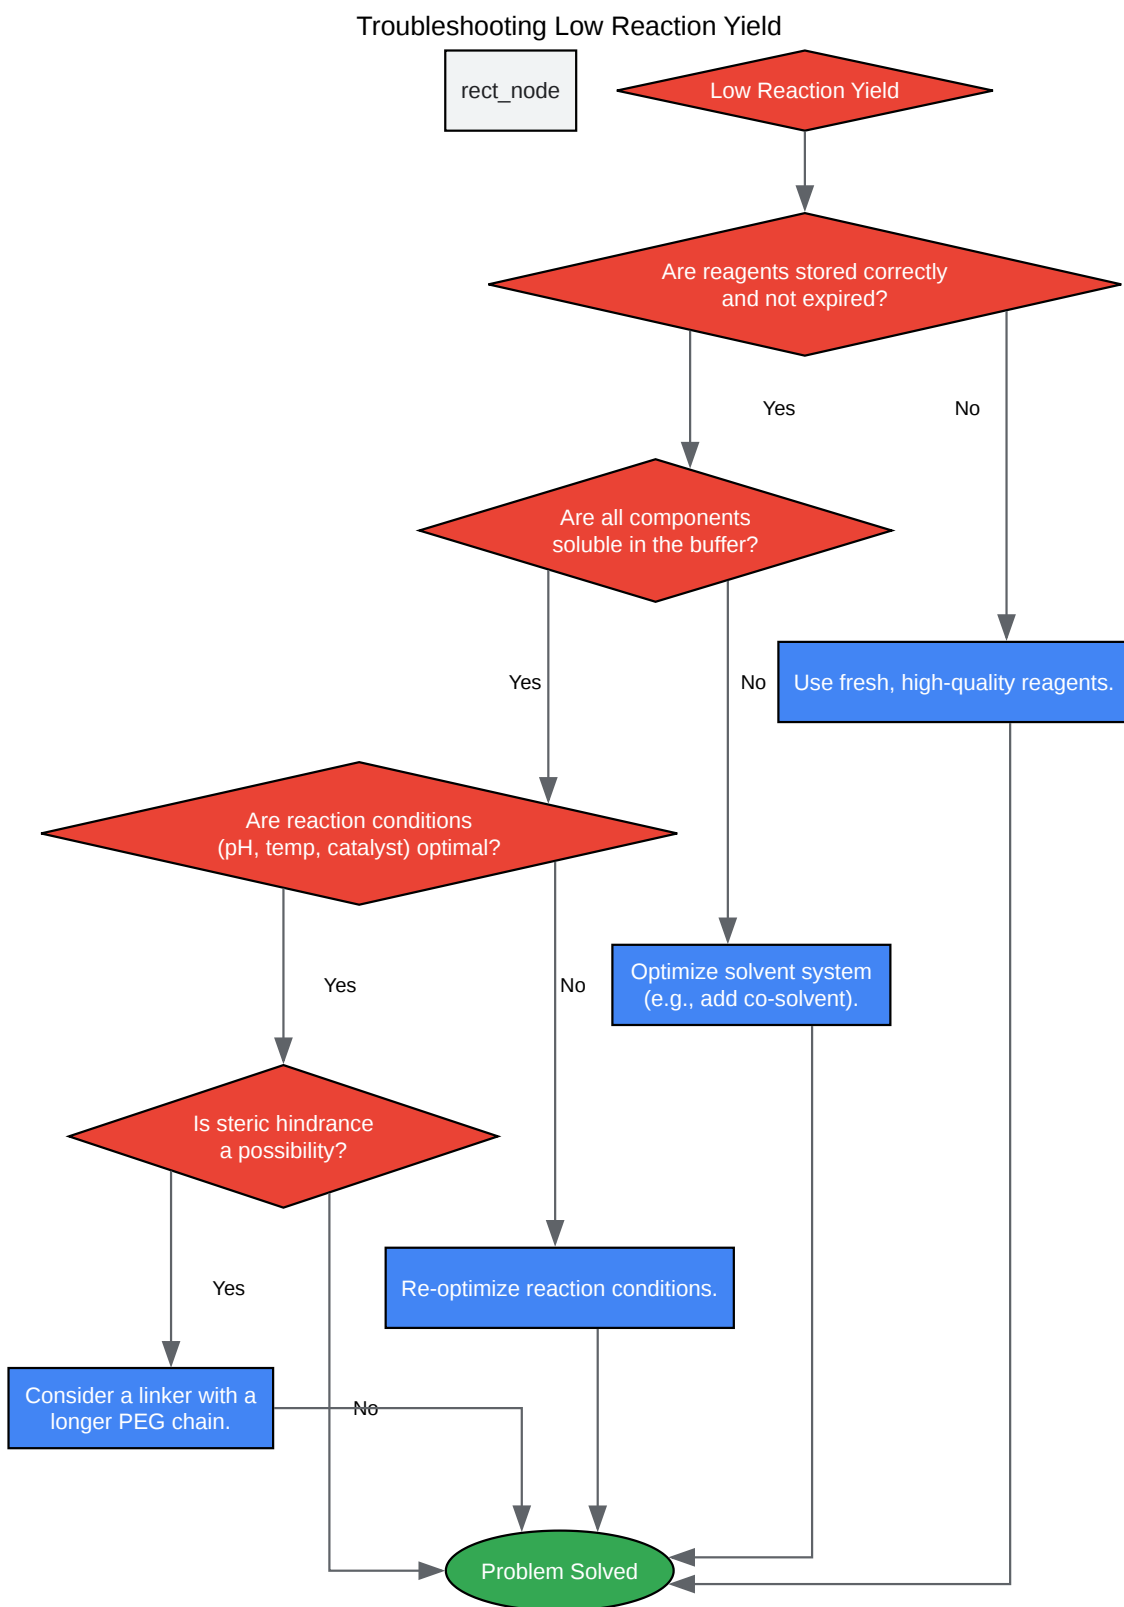 Troubleshooting Low Reaction Yield
rect_node
Low Reaction Yield
Are reagents stored correctly
and not expired?
Yes
No
Are all components
soluble in the buffer?
Yes
No
Use fresh, high-quality reagents.
Are reaction conditions
(pH, temp, catalyst) optimal?
Yes
No
Optimize solvent system
(e.g., add co-solvent).
Is steric hindrance
a possibility?
Yes
Re-optimize reaction conditions.
Consider a linker with a
longer PEG chain.
No
Problem Solved